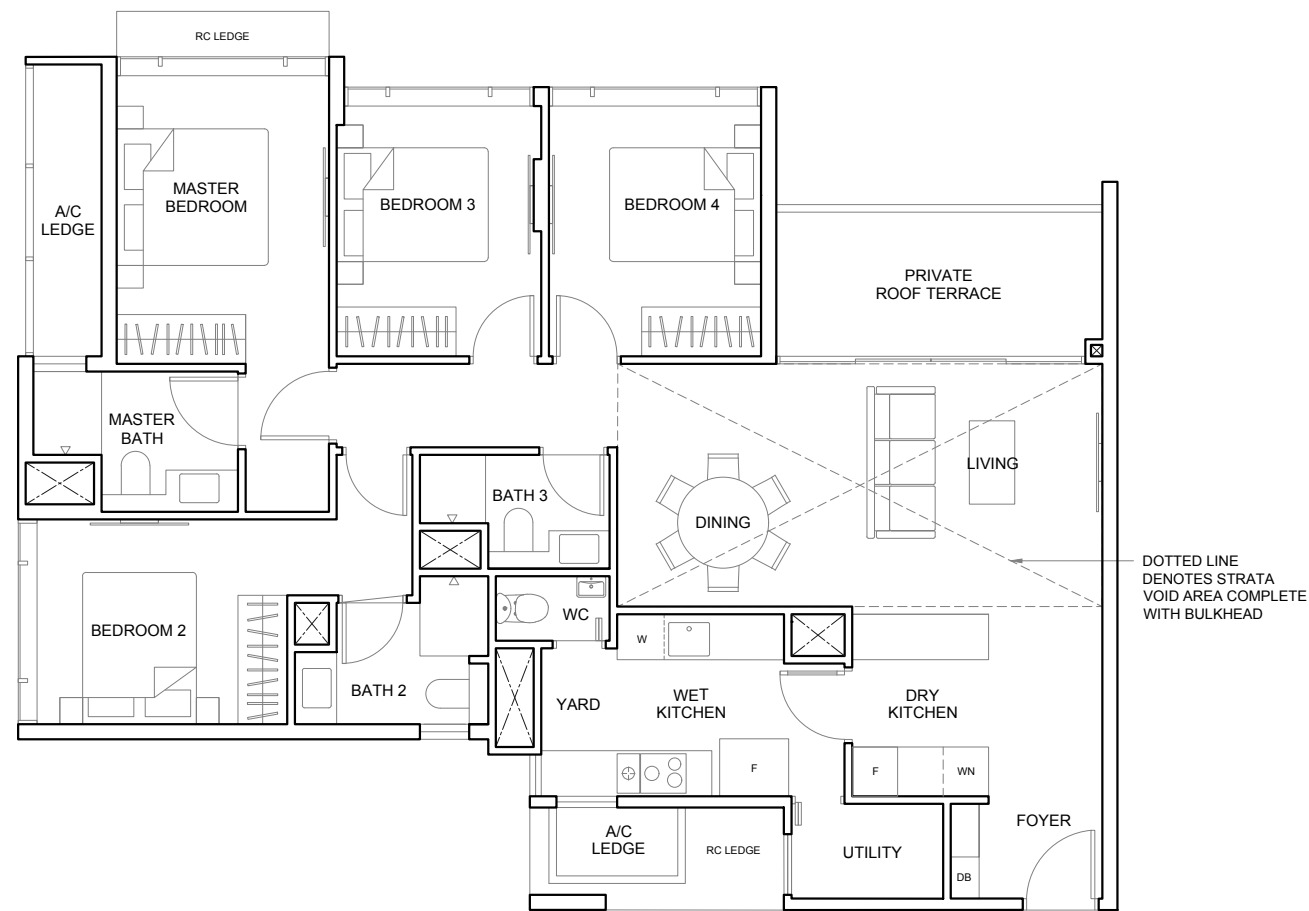 RC LEDGE
A/C
LEDGE
MASTER
BEDROOM
BEDROOM 3
BEDROOM 4
PRIVATE
ROOF TERRACE
MASTER
BATH
BATH 3
DINING
LIVING
DOTTED LINE
DENOTES STRATA
VOID AREA COMPLETE
WITH BULKHEAD
BEDROOM 2
BATH 2
WC
W
YARD
WET
KITCHEN
DRY
KITCHEN
F
F
WN
A/C
LEDGE
RC LEDGE
UTILITY
FOYER
DB